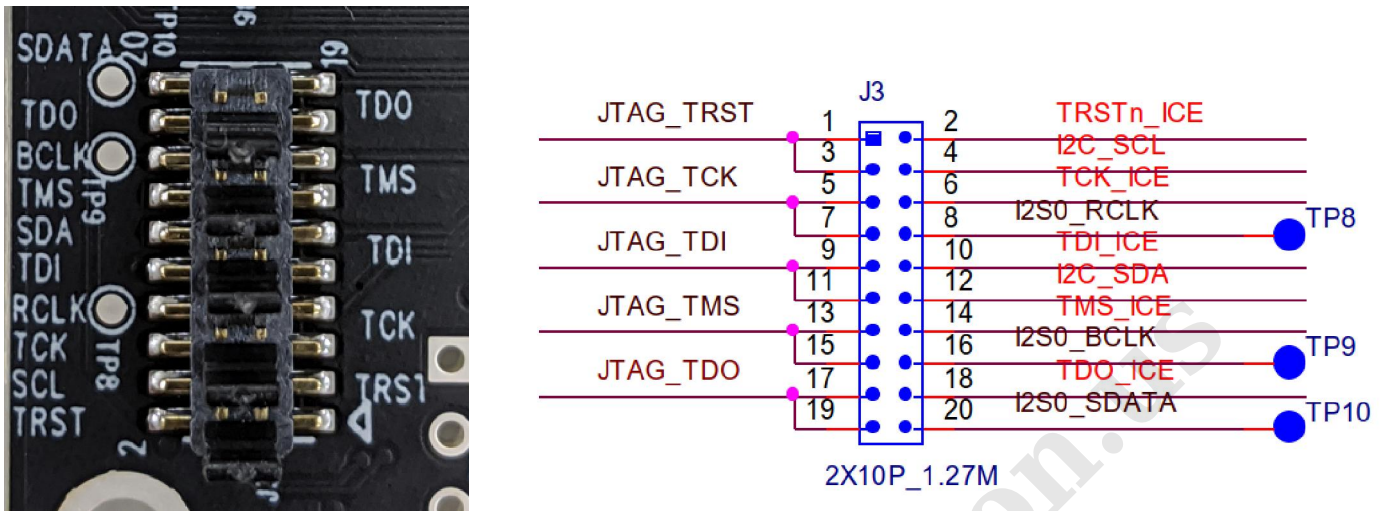 SDATA
20
TP10
19
TDO
TDO
BCLK
TP9
TMS
TMS
SDA
TDI
TDI
RCLK
TP8
TCK
TCK
SCL
TRST
TRST
2
J3
JTAG_TRST 1 2 TRSTn_ICE
3 4 I2C_SCL
JTAG_TCK 5 6 TCK_ICE
7 8 I2S0_RCLK TP8
JTAG_TDI 9 10 TDI_ICE
11 12 I2C_SDA
JTAG_TMS 13 14 TMS_ICE
15 16 I2S0_BCLK TP9
JTAG_TDO 17 18 TDO_ICE
19 20 I2S0_SDATA TP10
2X10P_1.27M
on.us